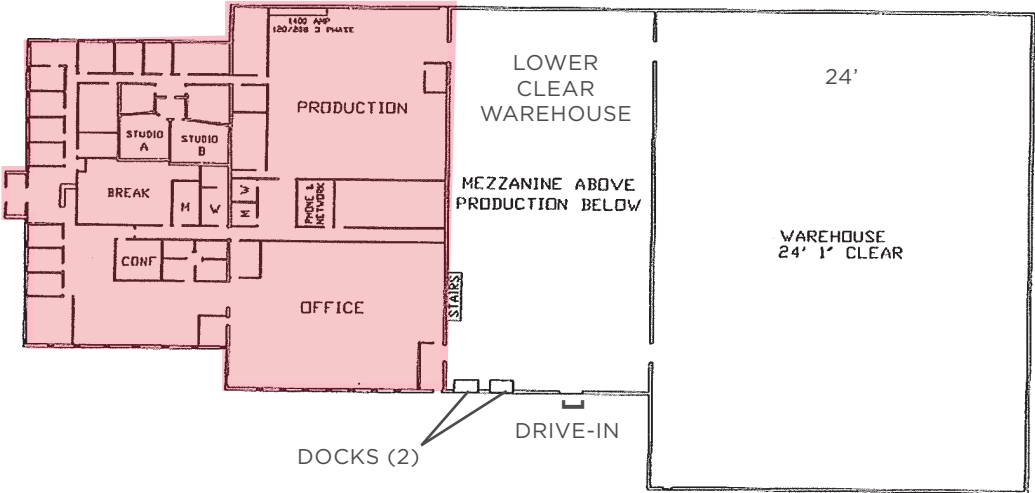 1400 AMP
120/208 3 PHASE
LOWER
CLEAR
WAREHOUSE
24'
PRODUCTION
STUDIO
A
STUDIO
B
MEZZANINE ABOVE
PRODUCTION BELOW
BREAK
M
W
W
M
PHONE &
NETWORK
WAREHOUSE
24' 1" CLEAR
CONF
OFFICE
STAIRS
DRIVE-IN
DOCKS (2)